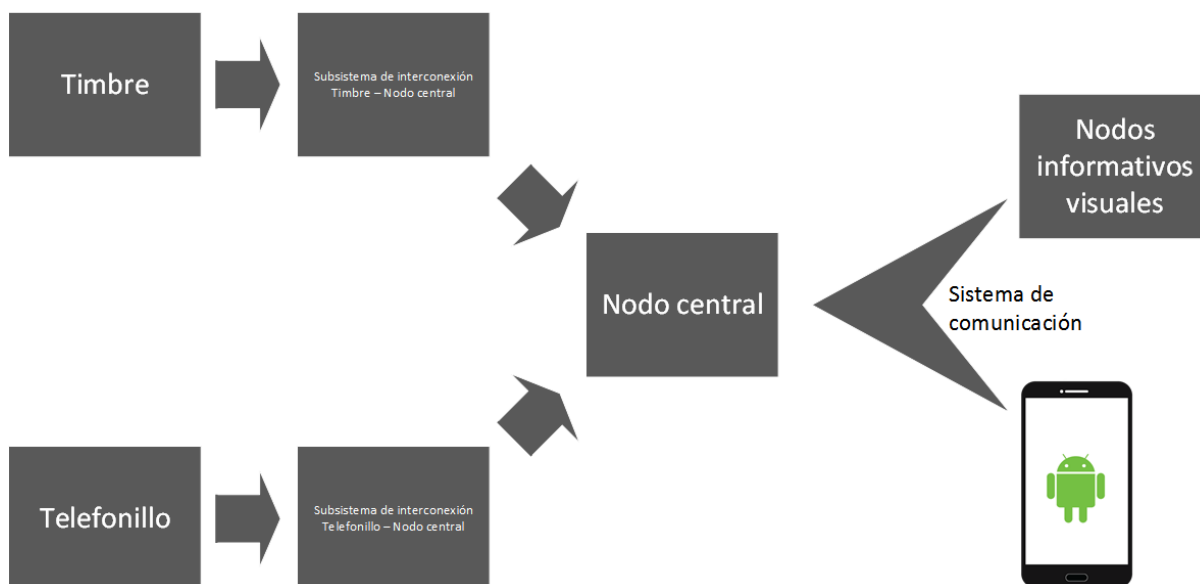 Timbre
Subsistema de interconexión
Timbre – Nodo central
Nodos
informativos
visuales
Nodo central
Sistema de
comunicación
Telefonillo
Subsistema de interconexión
Telefonillo – Nodo central